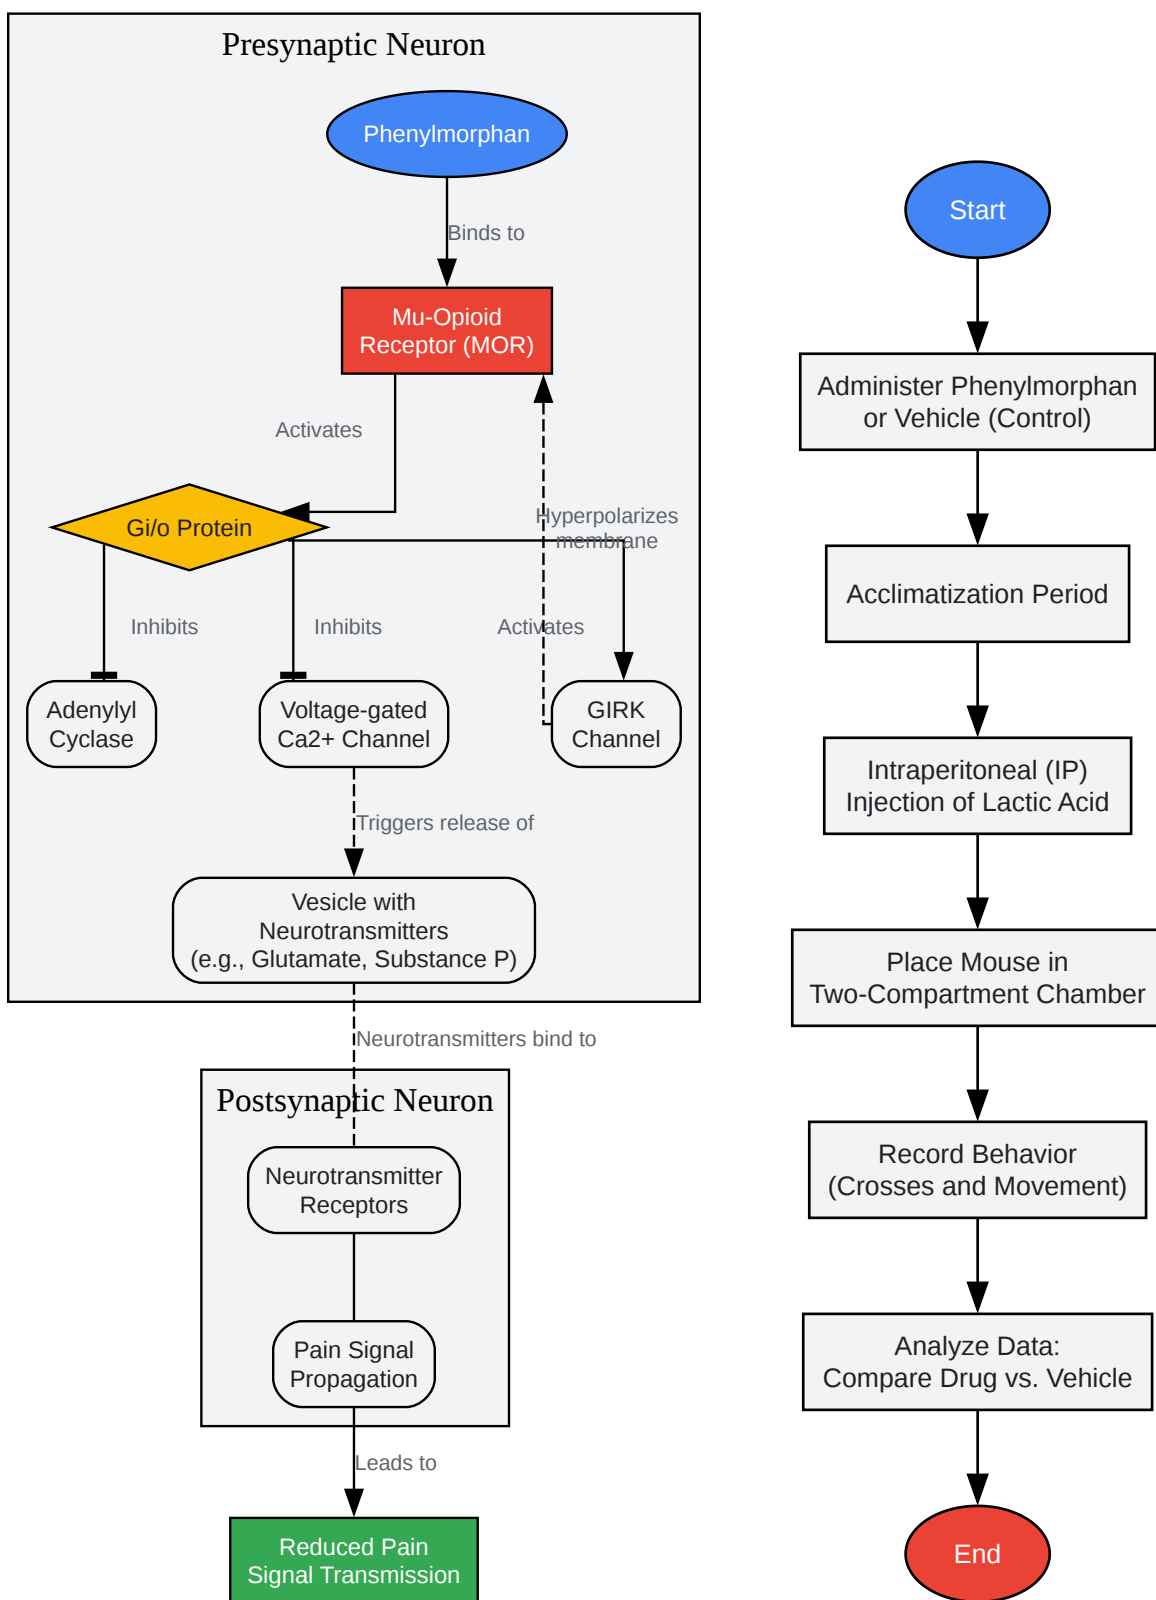 Presynaptic Neuron
Phenylmorphan
Binds to
Mu-Opioid
Receptor (MOR)
Activates
Gi/o Protein
Hyperpolarizes
membrane
Inhibits
Inhibits
Activates
Adenylyl
Cyclase
Voltage-gated
Ca2+ Channel
GIRK
Channel
Triggers release of
Vesicle with
Neurotransmitters
(e.g., Glutamate, Substance P)
Neurotransmitters bind to
Postsynaptic Neuron
Neurotransmitter
Receptors
Pain Signal
Propagation
Leads to
Reduced Pain
Signal Transmission
Start
Administer Phenylmorphan
or Vehicle (Control)
Acclimatization Period
Intraperitoneal (IP)
Injection of Lactic Acid
Place Mouse in
Two-Compartment Chamber
Record Behavior
(Crosses and Movement)
Analyze Data:
Compare Drug vs. Vehicle
End